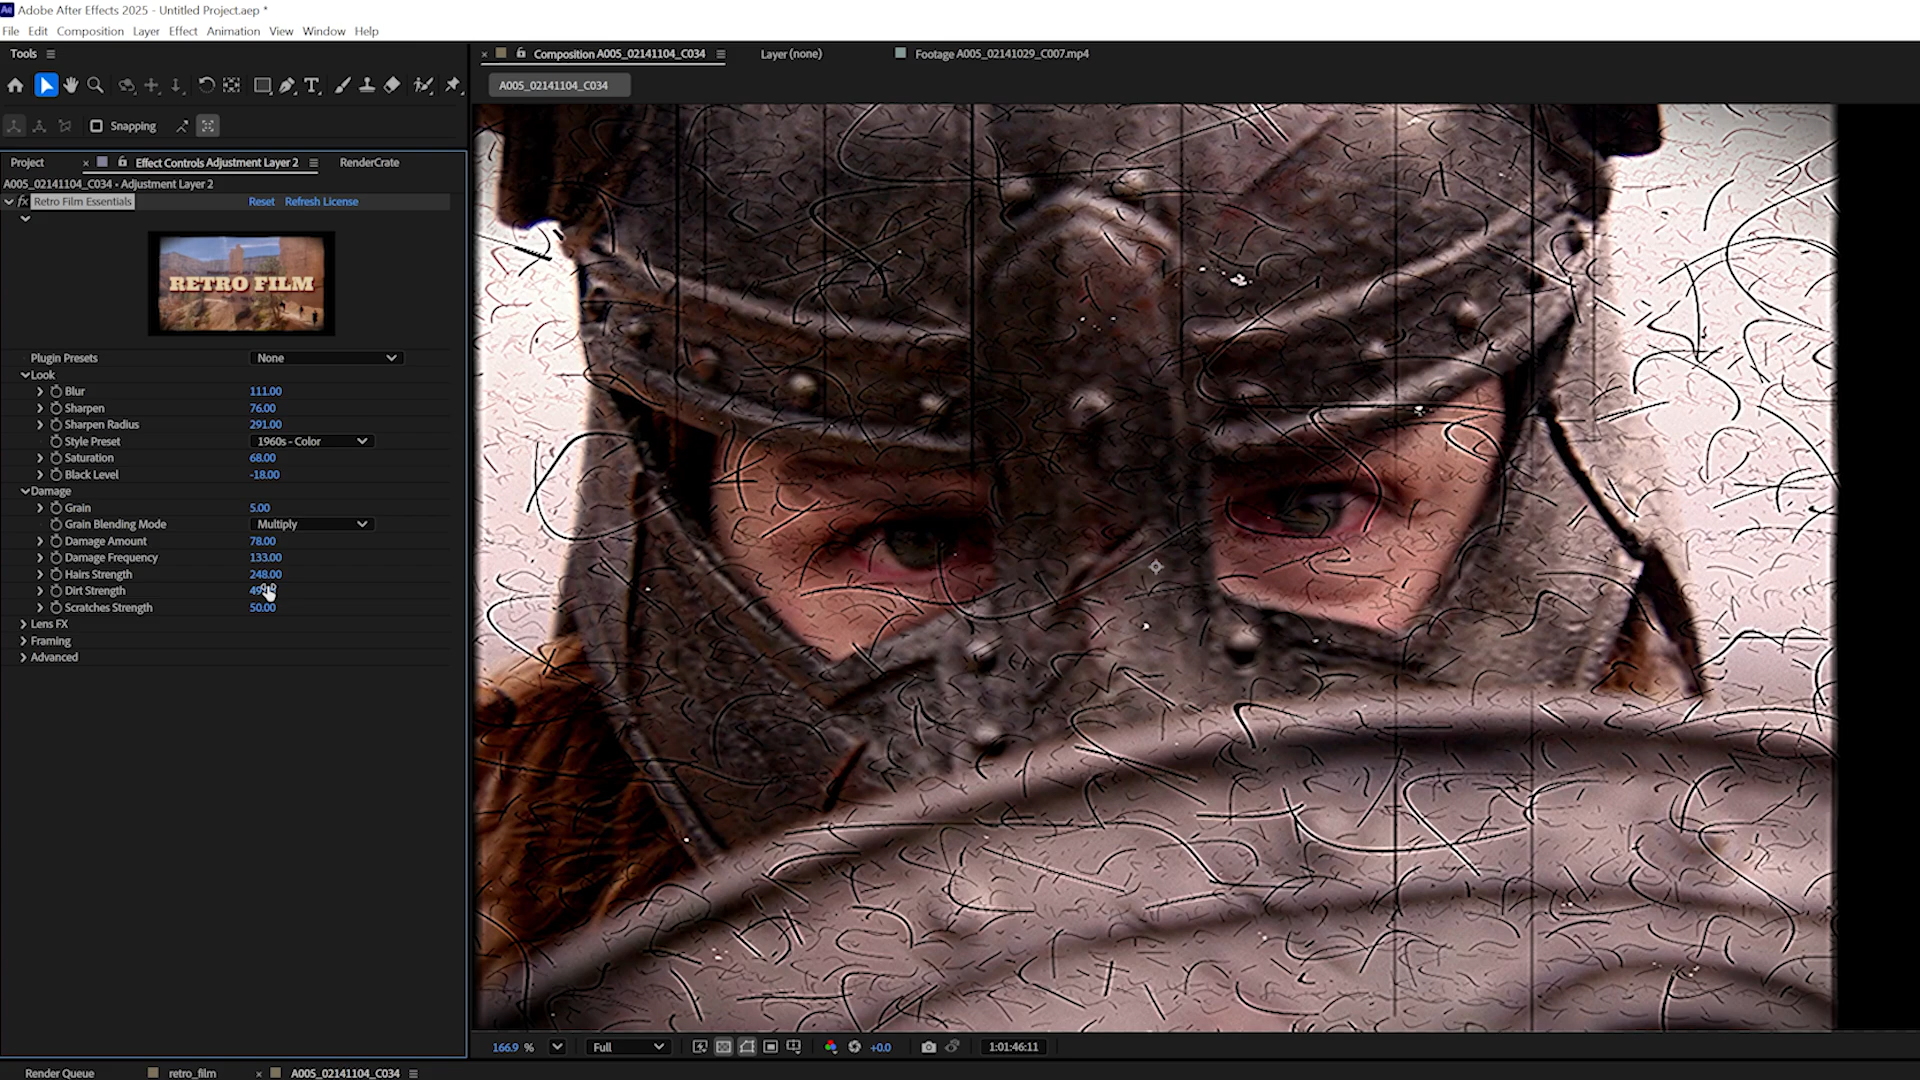 Ae Adobe After Effects 2025 - Untitled Project.aep *
File Edit Composition Layer Effect Animation View Window Help
Tools
Snapping
Project × Effect Controls Adjustment Layer 2 RenderCrate
A005_02141104_C034 • Adjustment Layer 2
fx Retro Film Essentials Reset Refresh License
RETRO FILM
Plugin Presets None
Look
Blur 111.00
Sharpen 76.00
Sharpen Radius 291.00
Style Preset 1960s - Color
Saturation 68.00
Black Level -18.00
Damage
Grain 5.00
Grain Blending Mode Multiply
Damage Amount 78.00
Damage Frequency 133.00
Hairs Strength 248.00
Dirt Strength
Scratches Strength 50.00
Lens FX
Framing
Advanced
× Composition A005_02141104_C034 Layer (none) Footage A005_02141029_C007.mp4
A005_02141104_C034
166.9 % Full +0.0 1:01:46:11
Render Queue retro_film × A005_02141104_C034